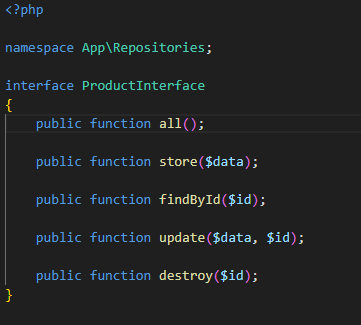 <?php
namespace App\Repositories;
interface ProductInterface
{
    public function all();
    public function store($data);
    public function findById($id);
    public function update($data, $id);
    public function destroy($id);
}